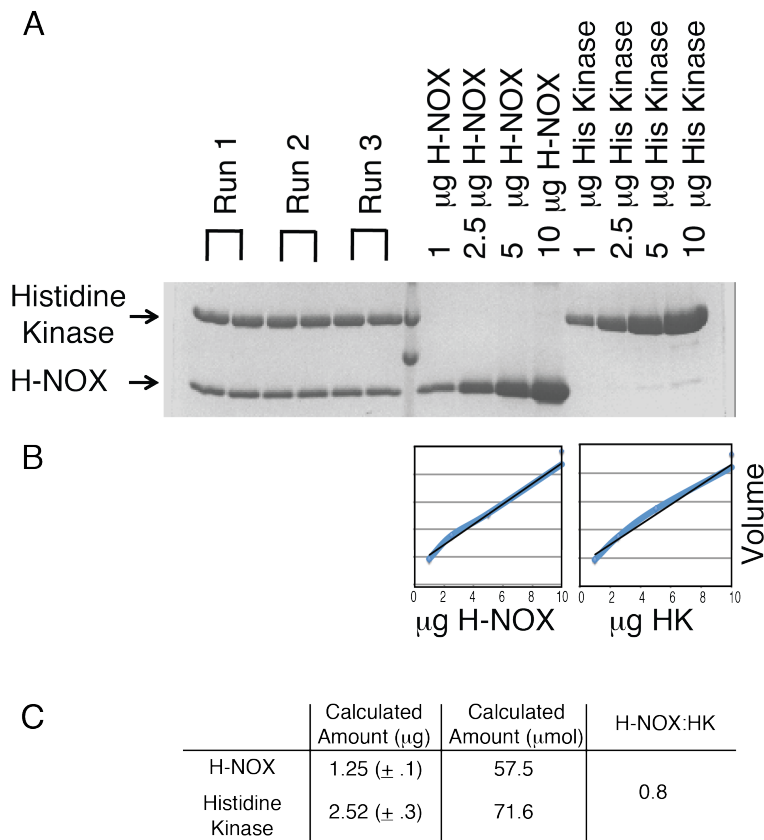 A
Run 1
Run 2
Run 3
1 μg H-NOX
2.5 μg H-NOX
5 μg H-NOX
10 μg H-NOX
1 μg His Kinase
2.5 μg His Kinase
5 μg His Kinase
10 μg His Kinase
Histidine
Kinase
H-NOX
B
0 2 4 6 8 10
μg H-NOX
0 2 4 6 8 10
μg HK
Volume
C
Calculated
Amount (μg)
Calculated
Amount (μmol)
H-NOX:HK
H-NOX
1.25 (± .1)
57.5
Histidine
Kinase
2.52 (± .3)
71.6
0.8